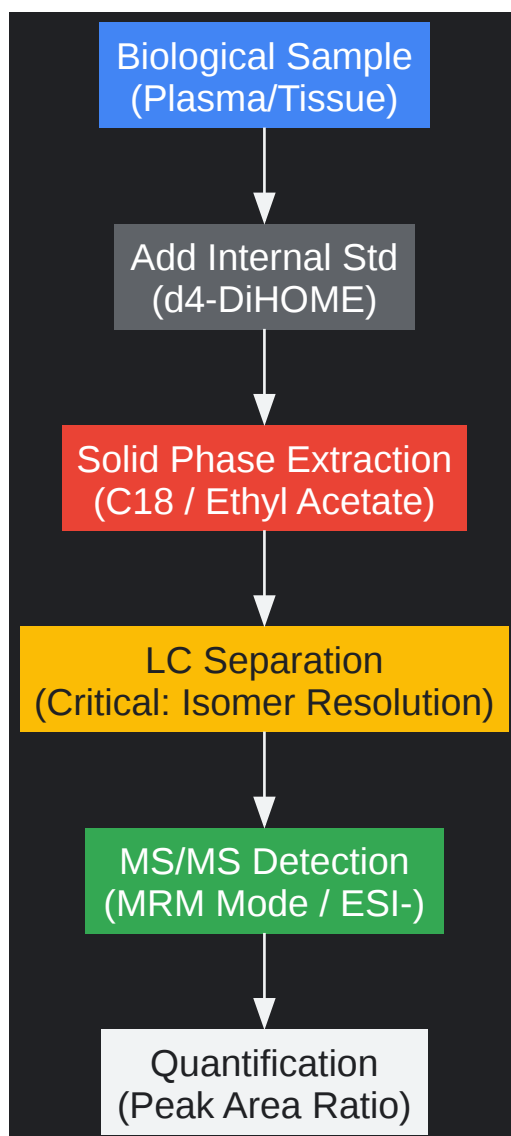 Biological Sample
(Plasma/Tissue)
Add Internal Std
(d4-DiHOME)
Solid Phase Extraction
(C18 / Ethyl Acetate)
LC Separation
(Critical: Isomer Resolution)
MS/MS Detection
(MRM Mode / ESI-)
Quantification
(Peak Area Ratio)